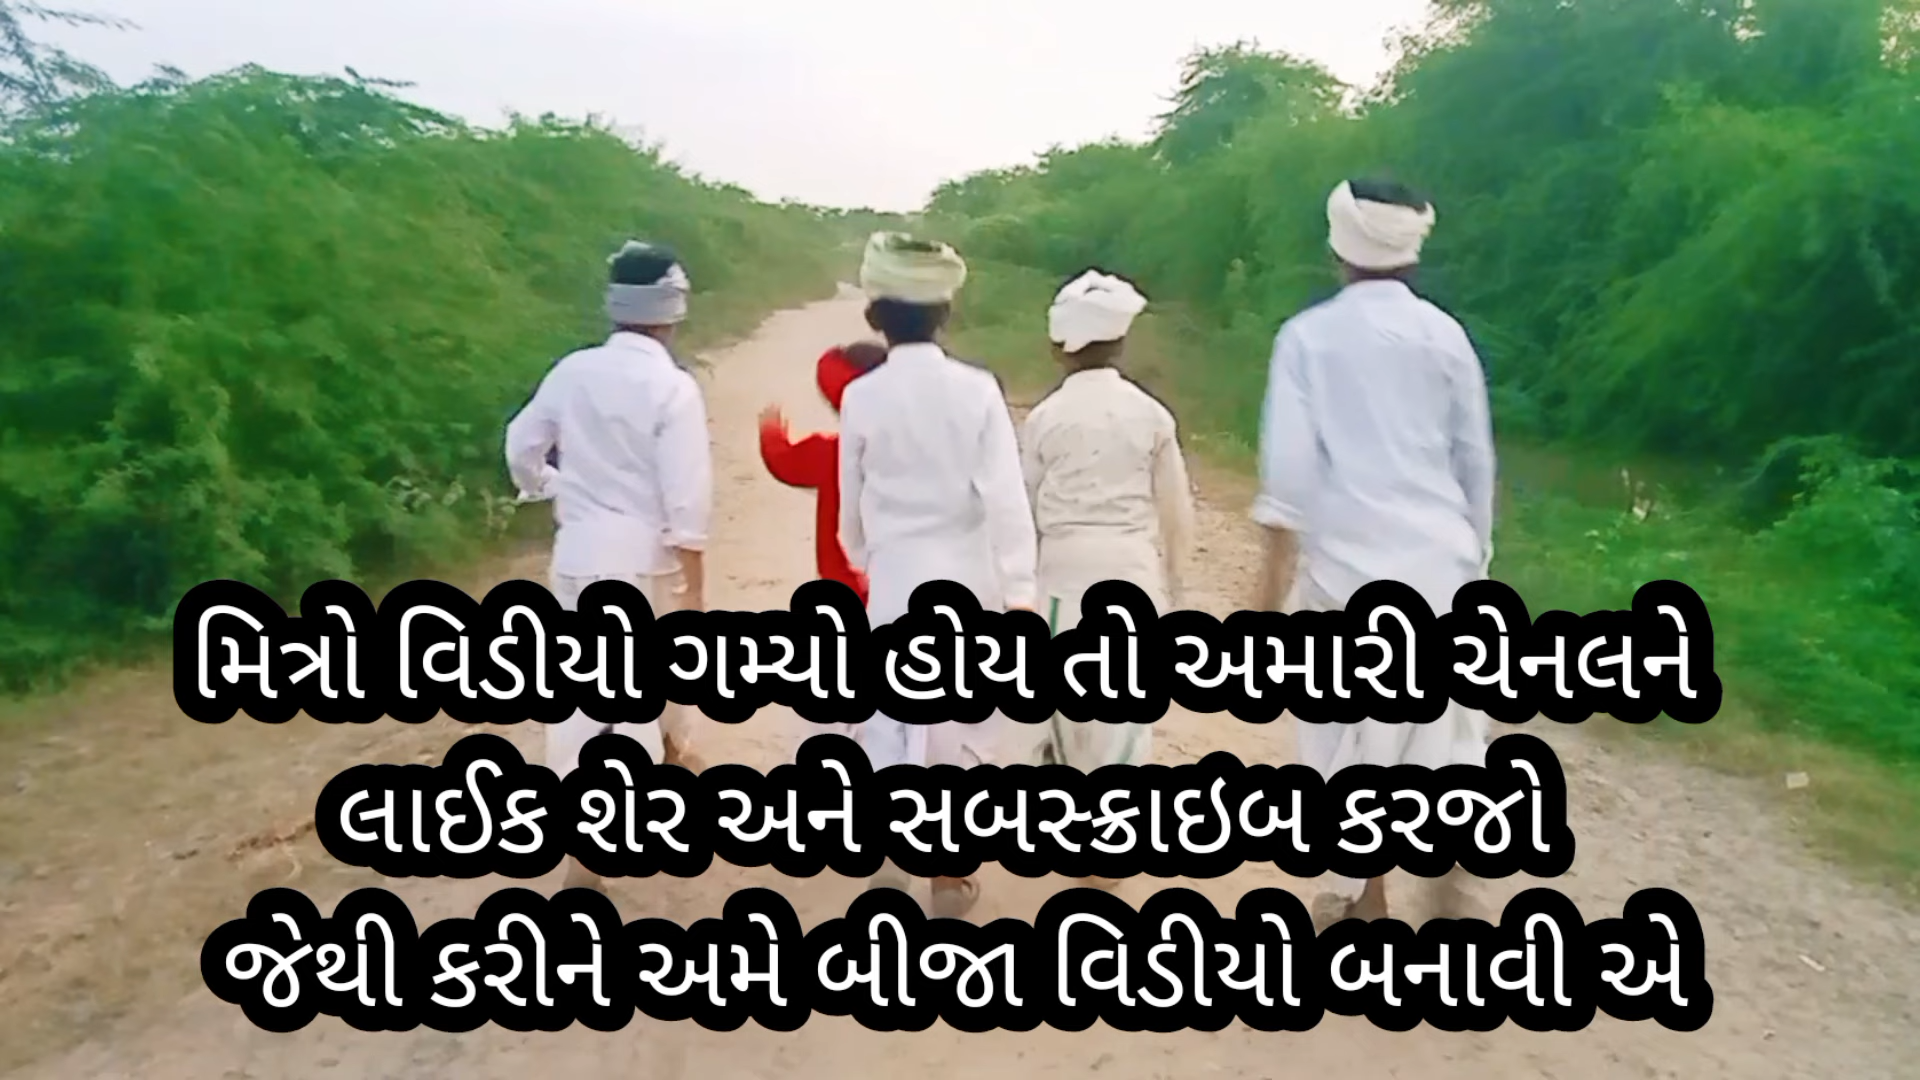 મિત્રો વિડીયો ગમ્યો હોય તો અમારી ચેનલને
લાઈક શેર અને સબસ્ક્રાઇબ કરજો
જેથી કરીને અમે બીજા વિડીયો બનાવી એ